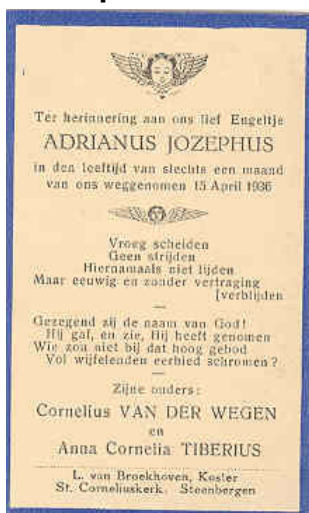 Ter herinnering aan ons lief Engeltje
ADRIANUS JOZEPHUS
in den leeftijd van slechts een maand
van ons weggenomen 15 April 1936
Vroeg scheiden
Geen strijden
Hiernamaals niet lijden
Maar eeuwig en zonder vertraging
[verblijden
Gezegend zij de naam van God!
Hij gaf, en zie, Hij heeft genomen
Wie zou niet bij dat hoog gebod
Vol wijfelenden eerbied schromen?
Zijne ouders:
Cornelius VAN DER WEGEN
en
Anna Cornelia TIBERIUS
L. van Broekhoven, Koster
St. Corneliuskerk, Steenbergen